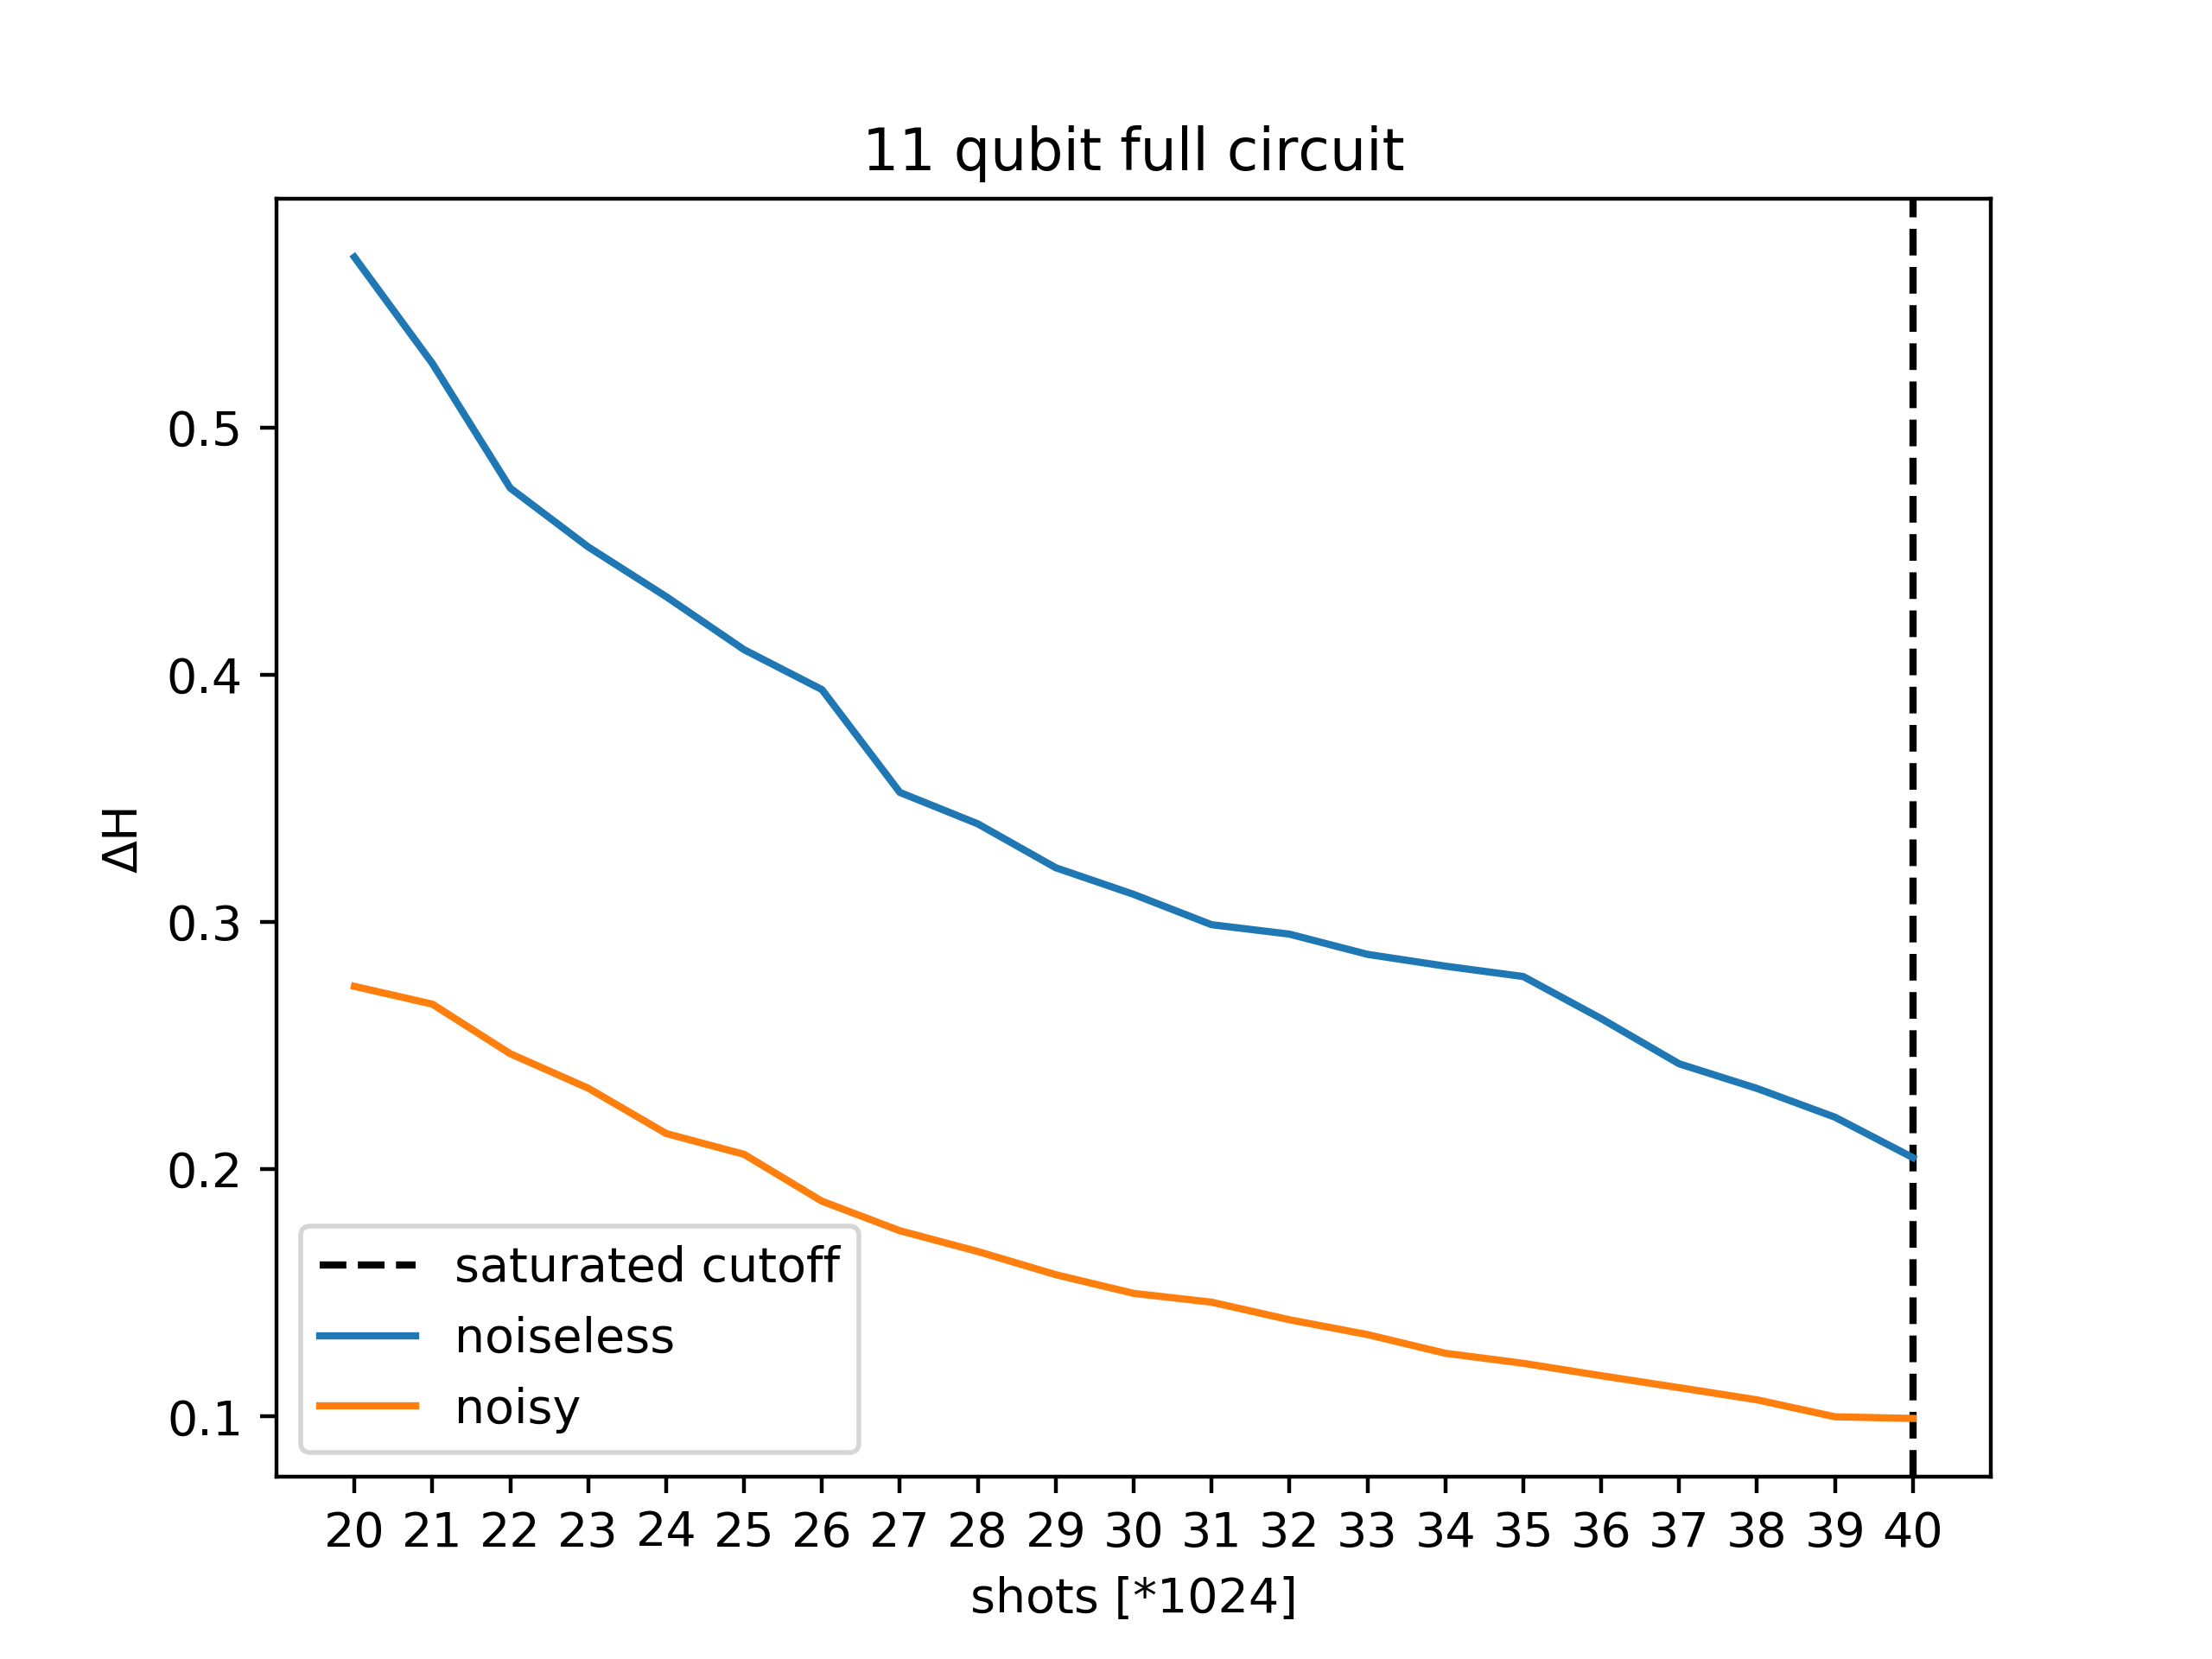 11 qubit full circuit
0.5
0.4
0.3
0.2
0.1
ΔH
saturated cutoff
noiseless
noisy
20 21 22 23 24 25 26 27 28 29 30 31 32 33 34 35 36 37 38 39 40
shots [*1024]